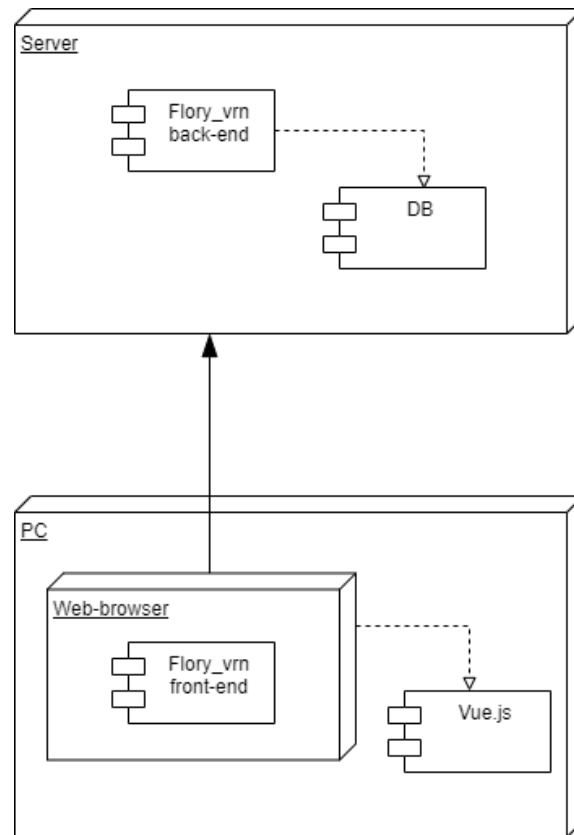 Server
Flory_vrn
back-end
DB
PC
Web-browser
Flory_vrn
front-end
Vue.js